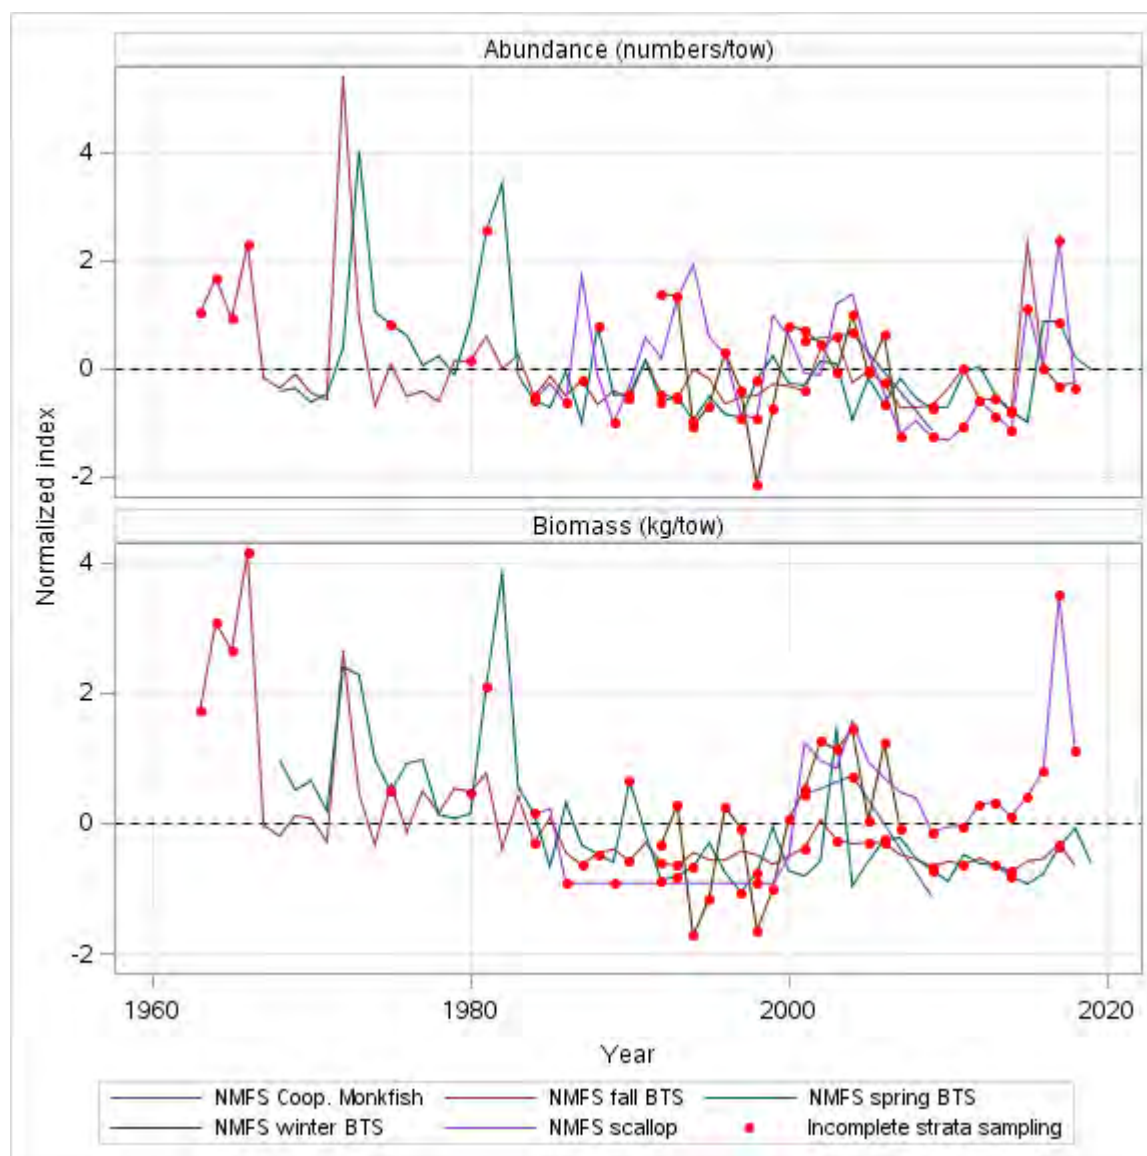 Abundance (numbers/tow)
4
2
0
-2
Normalized index
Biomass (kg/tow)
4
2
0
-2
1960 1980 2000 2020
Year
NMFS Coop. Monkfish NMFS fall BTS NMFS spring BTS
NMFS winter BTS NMFS scallop Incomplete strata sampling